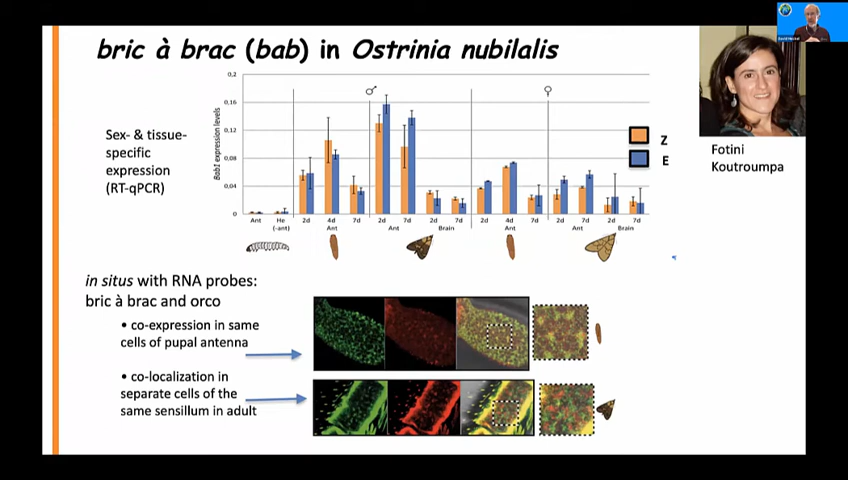 bric à brac (bab) in Ostrinia nubilalis
Sex- & tissue-
specific
expression
(RT-qPCR)
BabI expression levels
0,2
0,16
0,12
0,08
0,04
0
♂
♀
Z
E
Ant He 2d 4d 7d 2d 7d 2d 7d 2d 4d 7d 2d 7d 2d 7d
(-ant) Ant Ant Brain Ant Ant Brain
Fotini
Koutroumpa
in situs with RNA probes:
bric à brac and orco
• co-expression in same
cells of pupal antenna
• co-localization in
separate cells of the
same sensillum in adult